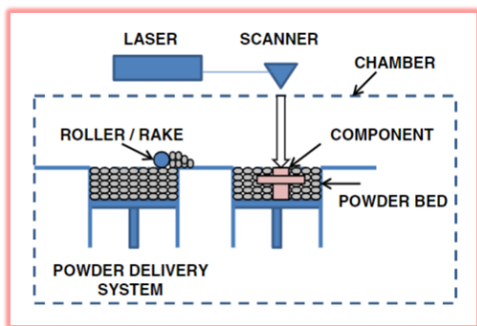 LASER
SCANNER
CHAMBER
ROLLER / RAKE
COMPONENT
POWDER BED
POWDER DELIVERY
SYSTEM